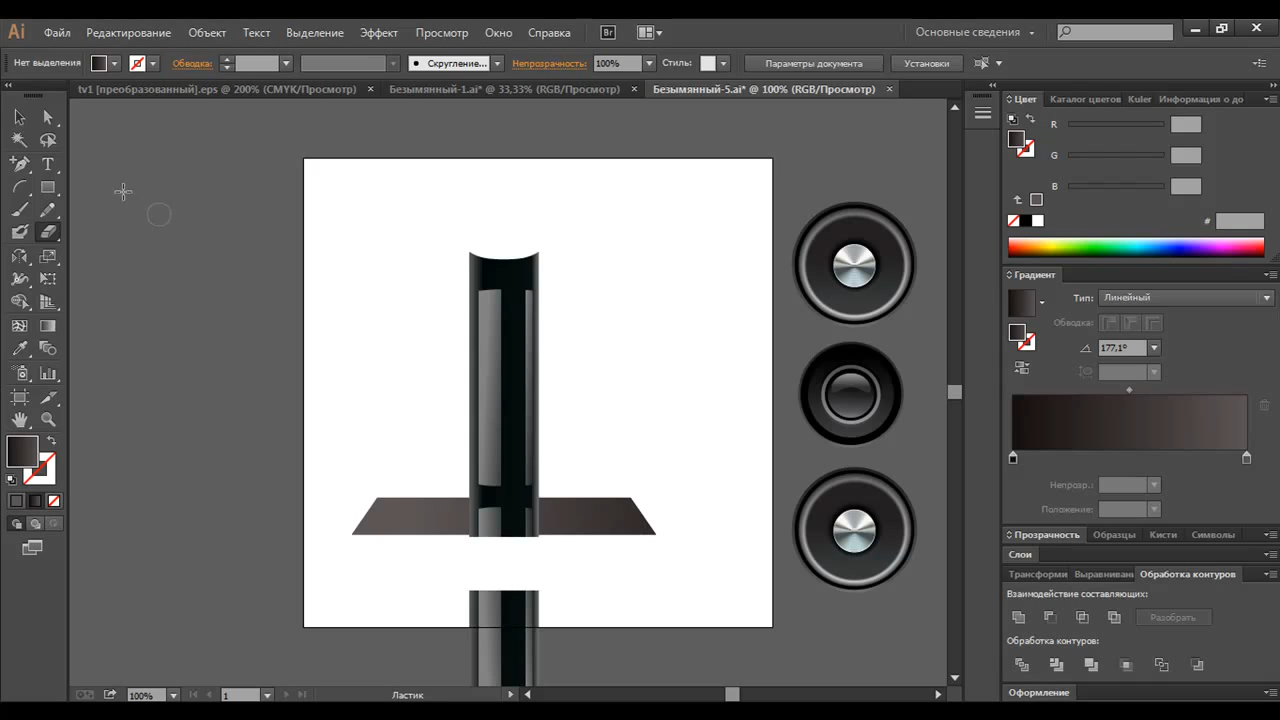 Ai Файл Редактирование Объект Текст Выделение Эффект Просмотр Окно Справка Br Основные сведения
Нет выделения Обводка: Скругление... Непрозрачность: 100% Стиль: Параметры документа Установки
tv1 [преобразованный].eps @ 200% (CMYK/Просмотр) × Безымянный-1.ai* @ 33,33% (RGB/Просмотр) × Безымянный-5.ai* @ 100% (RGB/Просмотр) ×
Цвет Каталог цветов Kuler Информация о до
R
G
B
#
Градиент
Тип: Линейный
Обводка:
177,1°
Непрозр.:
Положение:
Прозрачность Образцы Кисти Символы
Слои
Трансформи Выравнивани Обработка контуров
Взаимодействие составляющих:
Разобрать
Обработка контуров:
Оформление
100% 1 Ластик